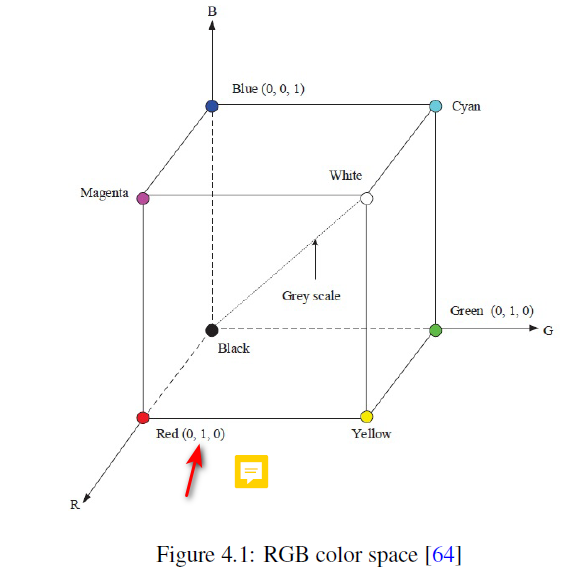 B
Blue (0, 0, 1)
Cyan
White
Magenta
Grey scale
Green (0, 1, 0)
G
Black
Red (0, 1, 0)
Yellow
R
Figure 4.1: RGB color space [64]